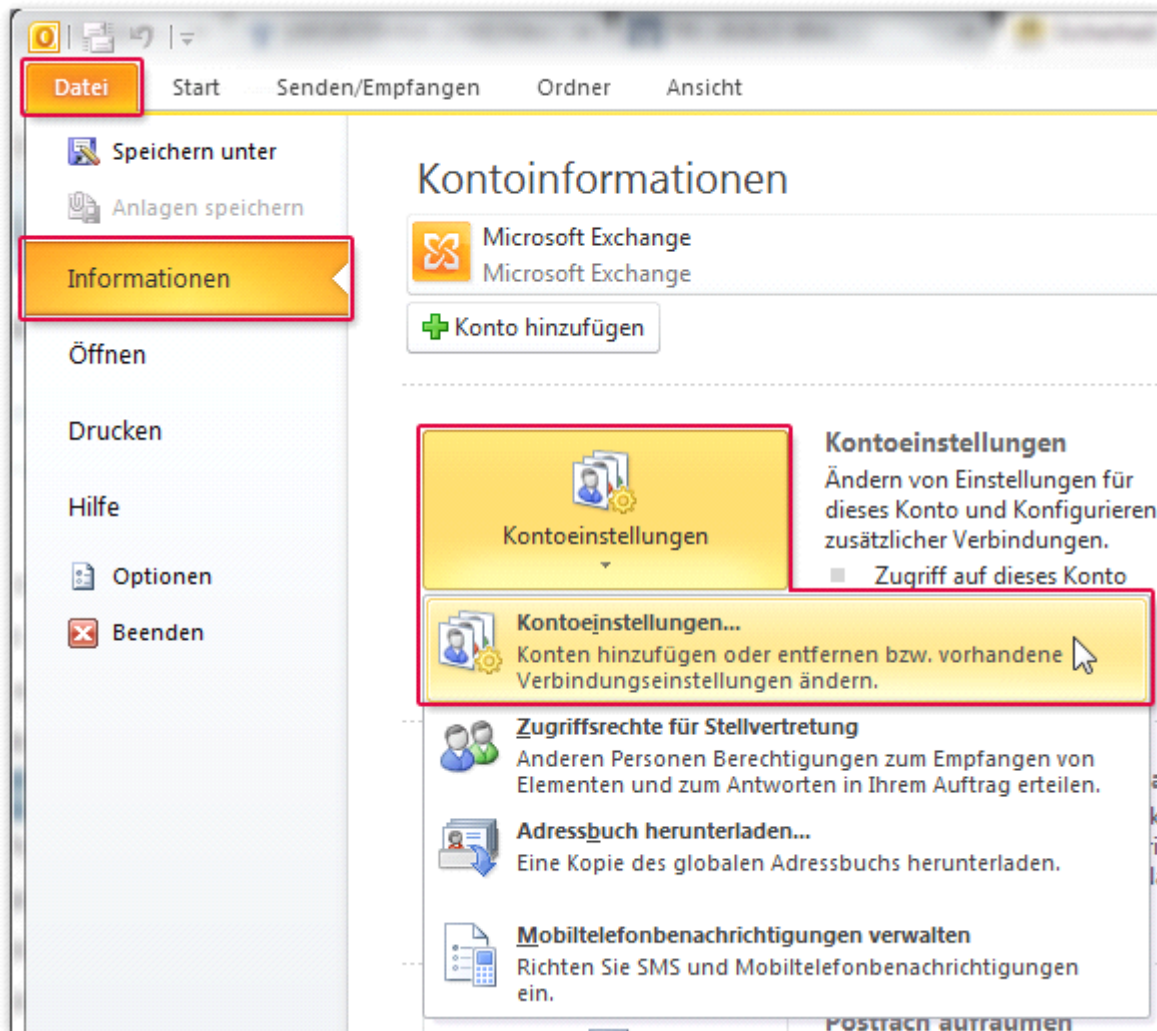 Datei Start Senden/Empfangen Ordner Ansicht
Speichern unter
Anlagen speichern
Informationen
Öffnen
Drucken
Hilfe
Optionen
Beenden
Kontoinformationen
Microsoft Exchange
Microsoft Exchange
Konto hinzufügen
Kontoeinstellungen
Kontoeinstellungen
Ändern von Einstellungen für
dieses Konto und Konfigurieren
zusätzlicher Verbindungen.
Zugriff auf dieses Konto
Kontoeinstellungen...
Konten hinzufügen oder entfernen bzw. vorhandene
Verbindungseinstellungen ändern.
Zugriffsrechte für Stellvertretung
Anderen Personen Berechtigungen zum Empfangen von
Elementen und zum Antworten in Ihrem Auftrag erteilen.
Adressbuch herunterladen...
Eine Kopie des globalen Adressbuchs herunterladen.
Mobiltelefonbenachrichtigungen verwalten
Richten Sie SMS und Mobiltelefonbenachrichtigungen
ein.
Postfach aufräumen